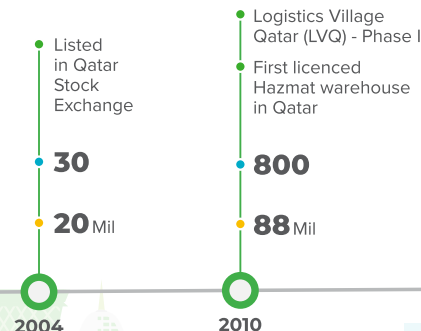 Listed
in Qatar
Stock
Exchange
30
20 Mil
2004
Logistics Village
Qatar (LVQ) - Phase I
First licenced
Hazmat warehouse
in Qatar
800
88 Mil
2010